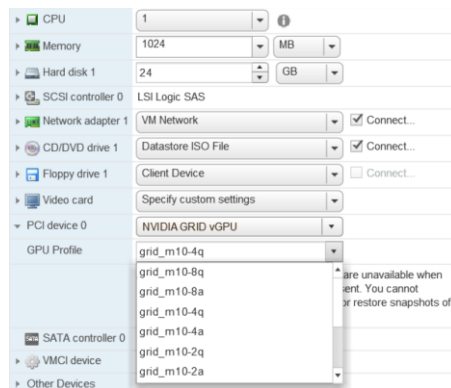 CPU 1
Memory 1024 MB
Hard disk 1 24 GB
SCSI controller 0 LSI Logic SAS
Network adapter 1 VM Network Connect...
CD/DVD drive 1 Datastore ISO File Connect...
Floppy drive 1 Client Device Connect...
Video card Specify custom settings
PCI device 0 NVIDIA GRID vGPU
GPU Profile grid_m10-4q
grid_m10-8q are unavailable when
grid_m10-8a sent. You cannot
grid_m10-4q or restore snapshots of
grid_m10-4a
SATA controller 0
grid_m10-2q
VMCI device
grid_m10-2a
Other Devices